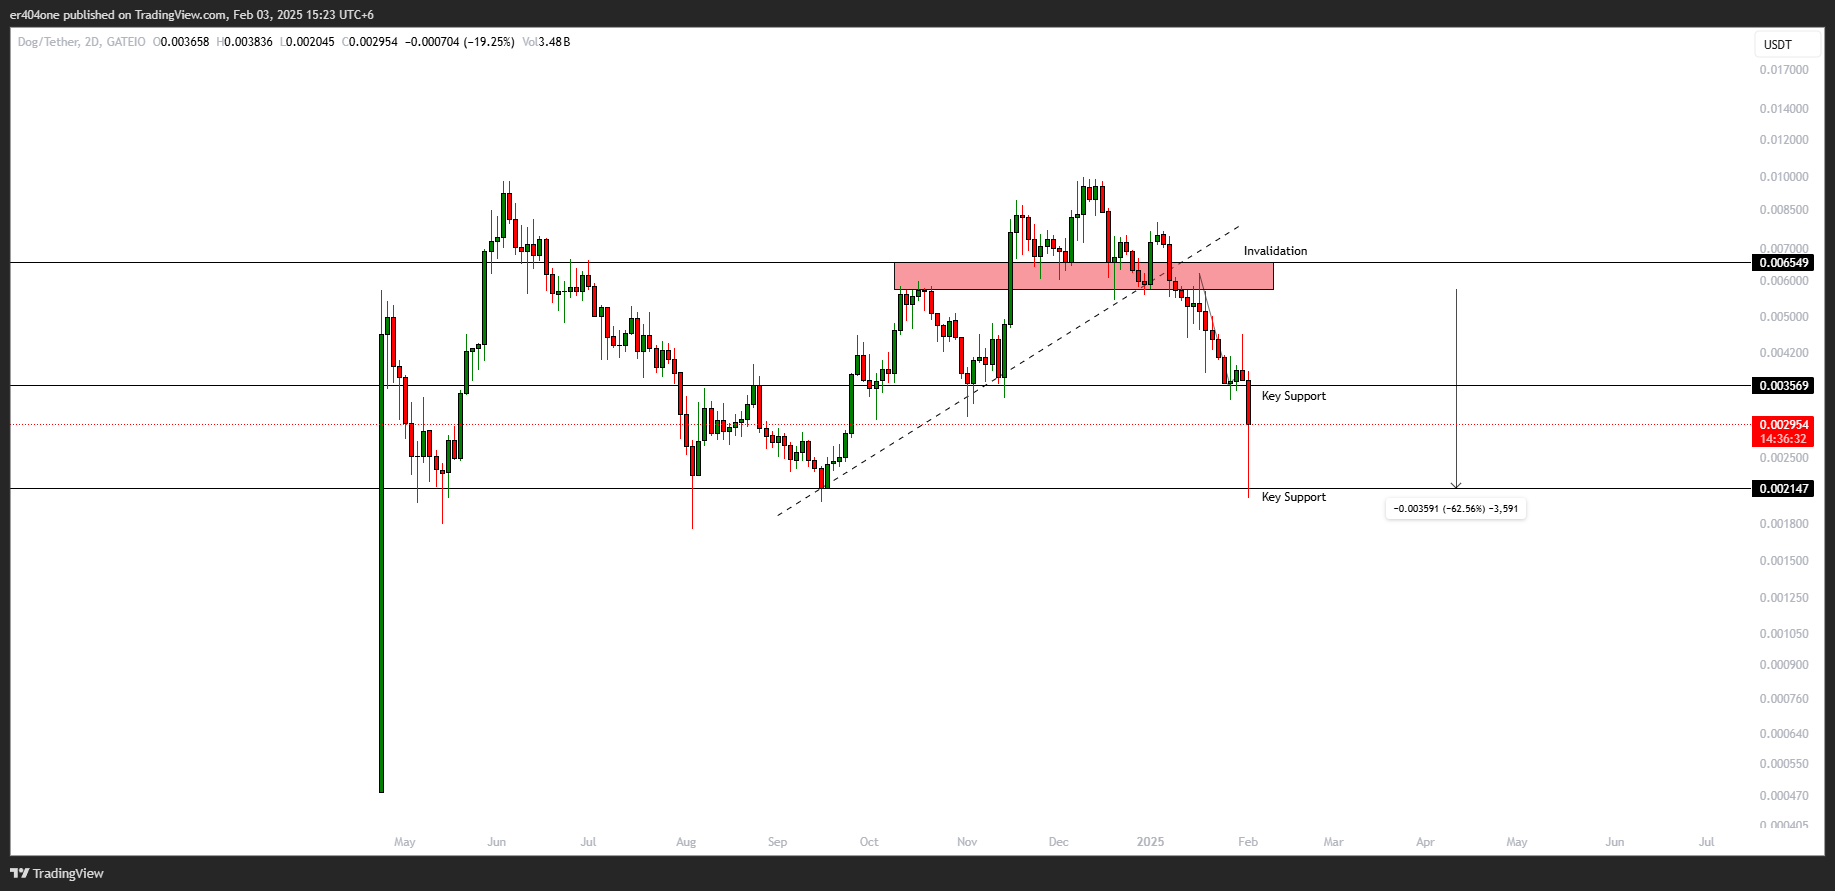 er404one published on TradingView.com, Feb 03, 2025 15:23 UTC+6
Dog/Tether, 2D, GATEIO O0.003658 H0.003836 L0.002045 C0.002954 −0.000704 (−19.25%) Vol3.48B
USDT
0.017000
0.014000
0.012000
0.010000
0.008500
0.007000
Invalidation
0.006549
0.006000
0.005000
0.004200
0.003569
Key Support
0.002954
14:36:32
0.002500
0.002147
Key Support
−0.003591 (−62.56%) −3,591
0.001800
0.001500
0.001250
0.001050
0.000900
0.000760
0.000640
0.000550
0.000470
0.000405
May Jun Jul Aug Sep Oct Nov Dec 2025 Feb Mar Apr May Jun Jul
TradingView